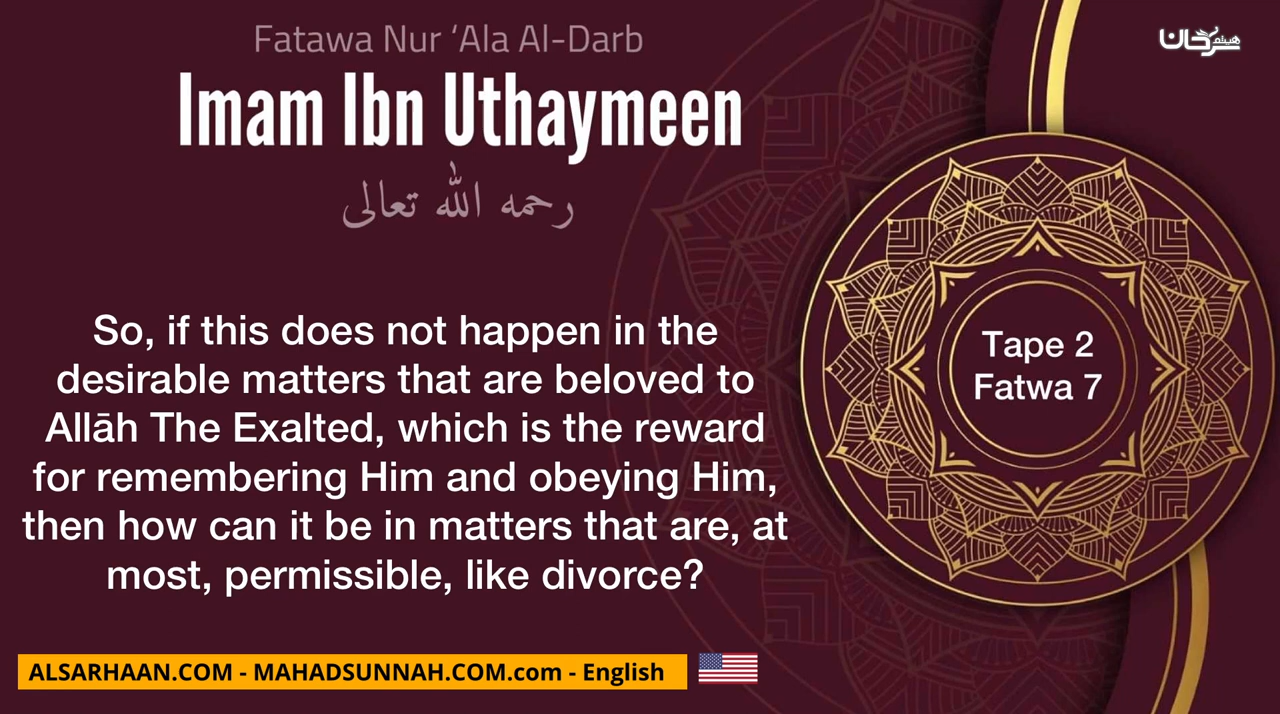 Fatawa Nur ‘Ala Al-Darb
هيثم سرحان
Imam Ibn Uthaymeen
رحمه الله تعالى
So, if this does not happen in the
desirable matters that are beloved to
Allāh The Exalted, which is the reward
for remembering Him and obeying Him,
then how can it be in matters that are, at
most, permissible, like divorce?
Tape 2
Fatwa 7
ALSARHAAN.COM - MAHADSUNNAH.COM.com - English